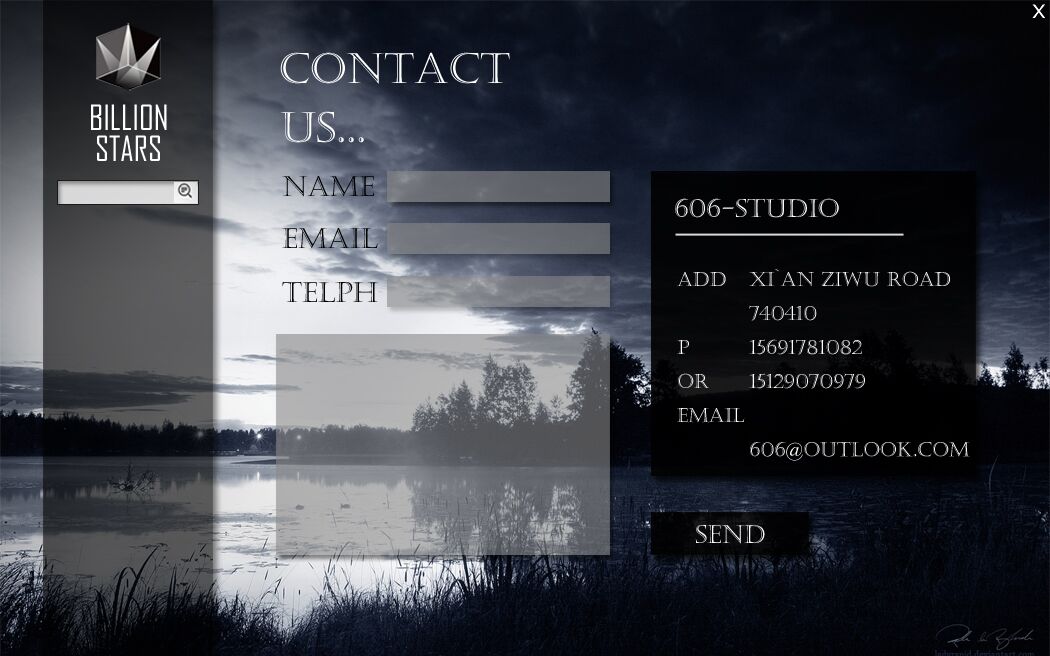 X
BILLION
STARS
CONTACT
US...
NAME
EMAIL
TELPH
606-STUDIO
ADD XI`AN ZIWU ROAD
740410
P 15691781082
OR 15129070979
EMAIL
606@OUTLOOK.COM
SEND